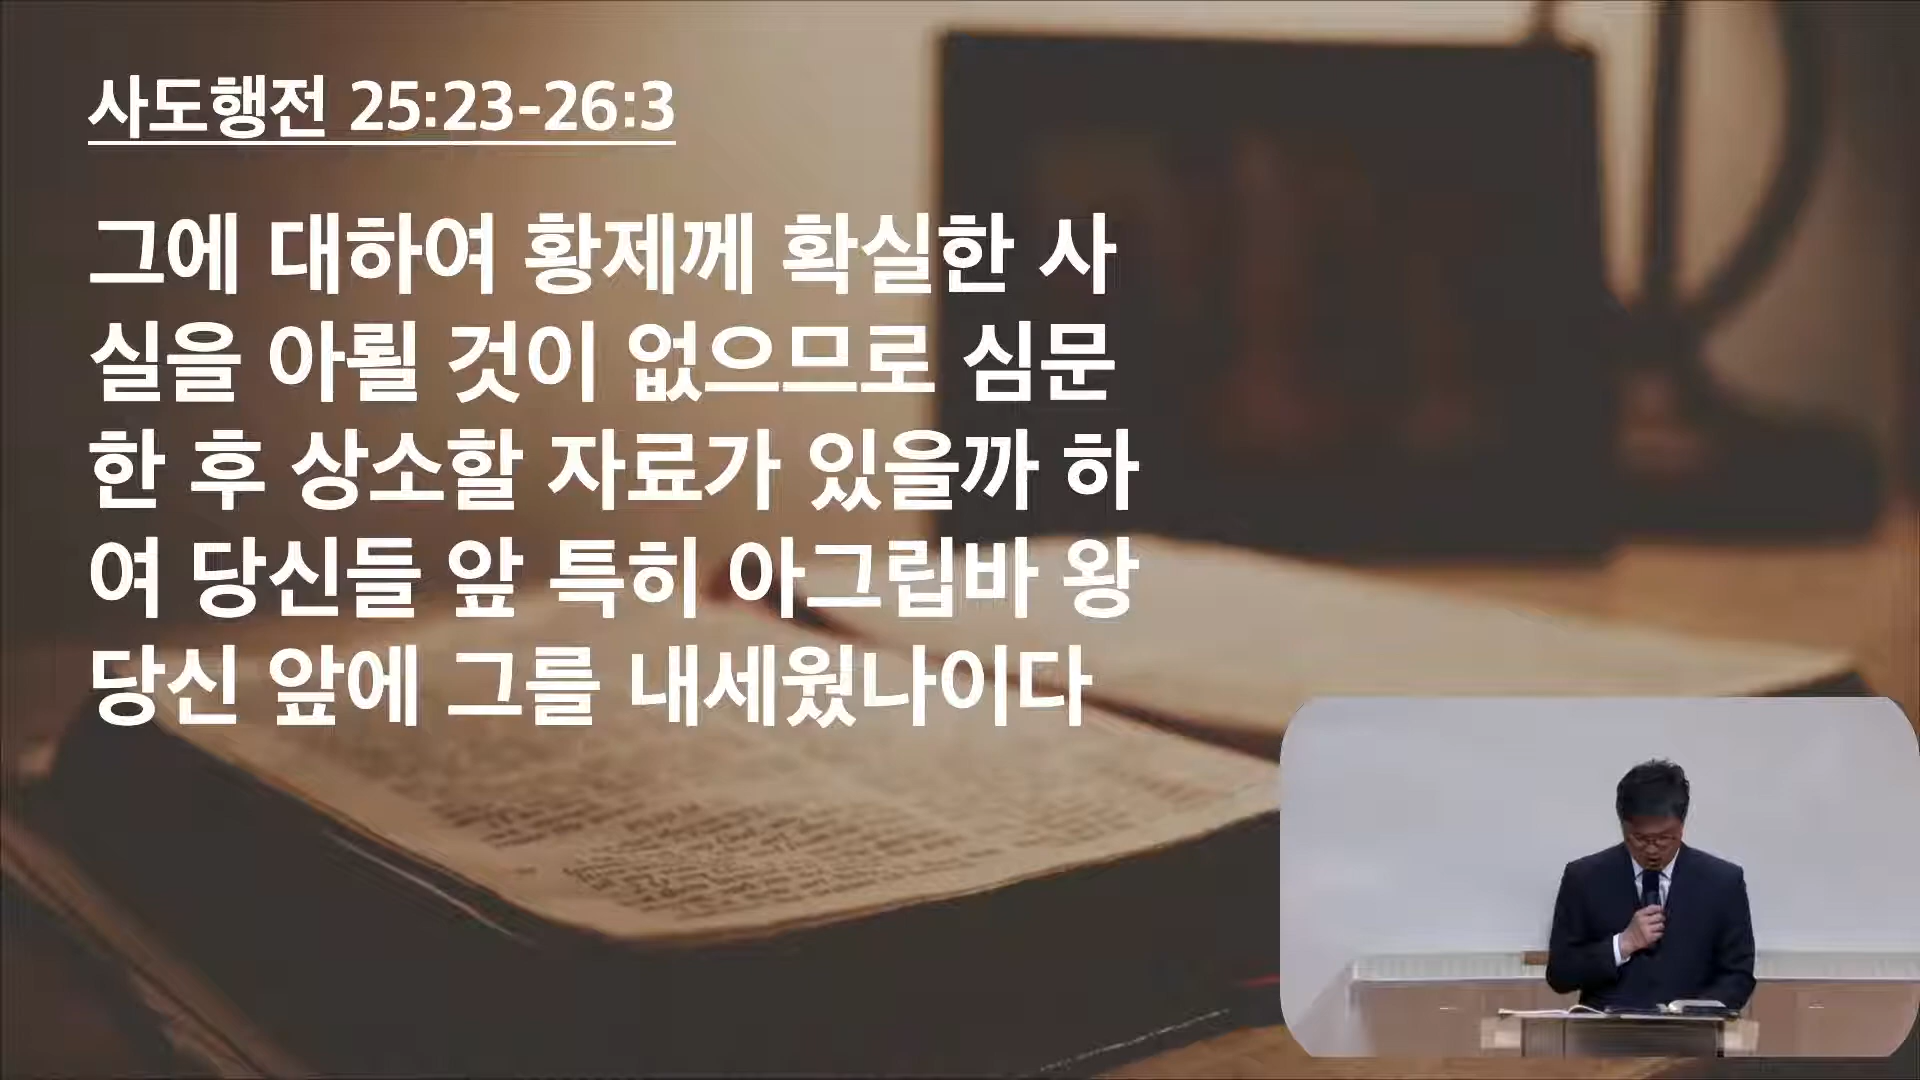 사도행전 25:23-26:3
그에 대하여 황제께 확실한 사
실을 아뢸 것이 없으므로 심문
한 후 상소할 자료가 있을까 하
여 당신들 앞 특히 아그립바 왕
당신 앞에 그를 내세웠나이다